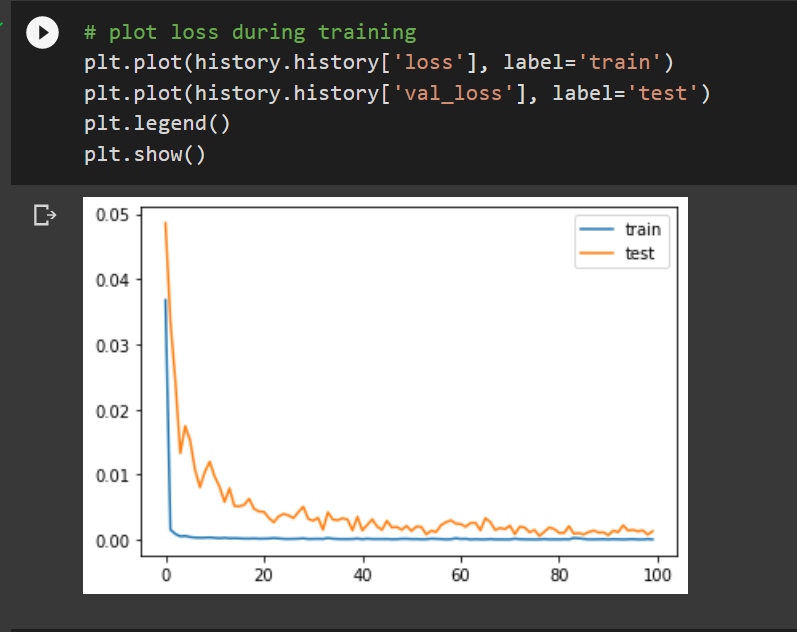 # plot loss during training
plt.plot(history.history['loss'], label='train')
plt.plot(history.history['val_loss'], label='test')
plt.legend()
plt.show()
0.05
train
test
0.04
0.03
0.02
0.01
0.00
0 20 40 60 80 100